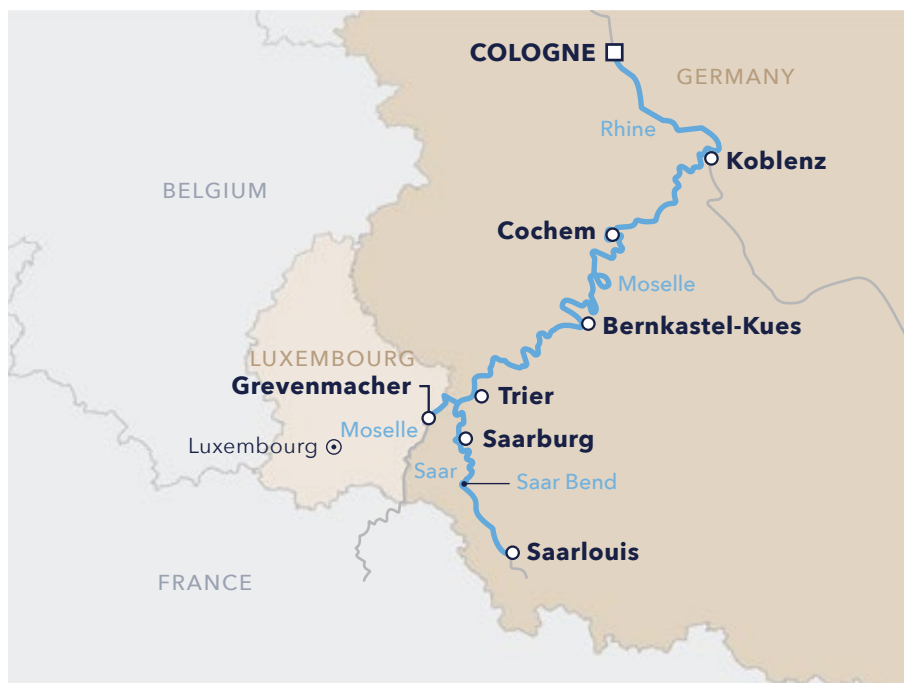 COLOGNE
GERMANY
Rhine
Koblenz
BELGIUM
Cochem
Moselle
Bernkastel-Kues
LUXEMBOURG
Grevenmacher
Trier
Moselle
Saarburg
Luxembourg
Saar
Saar Bend
Saarlouis
FRANCE